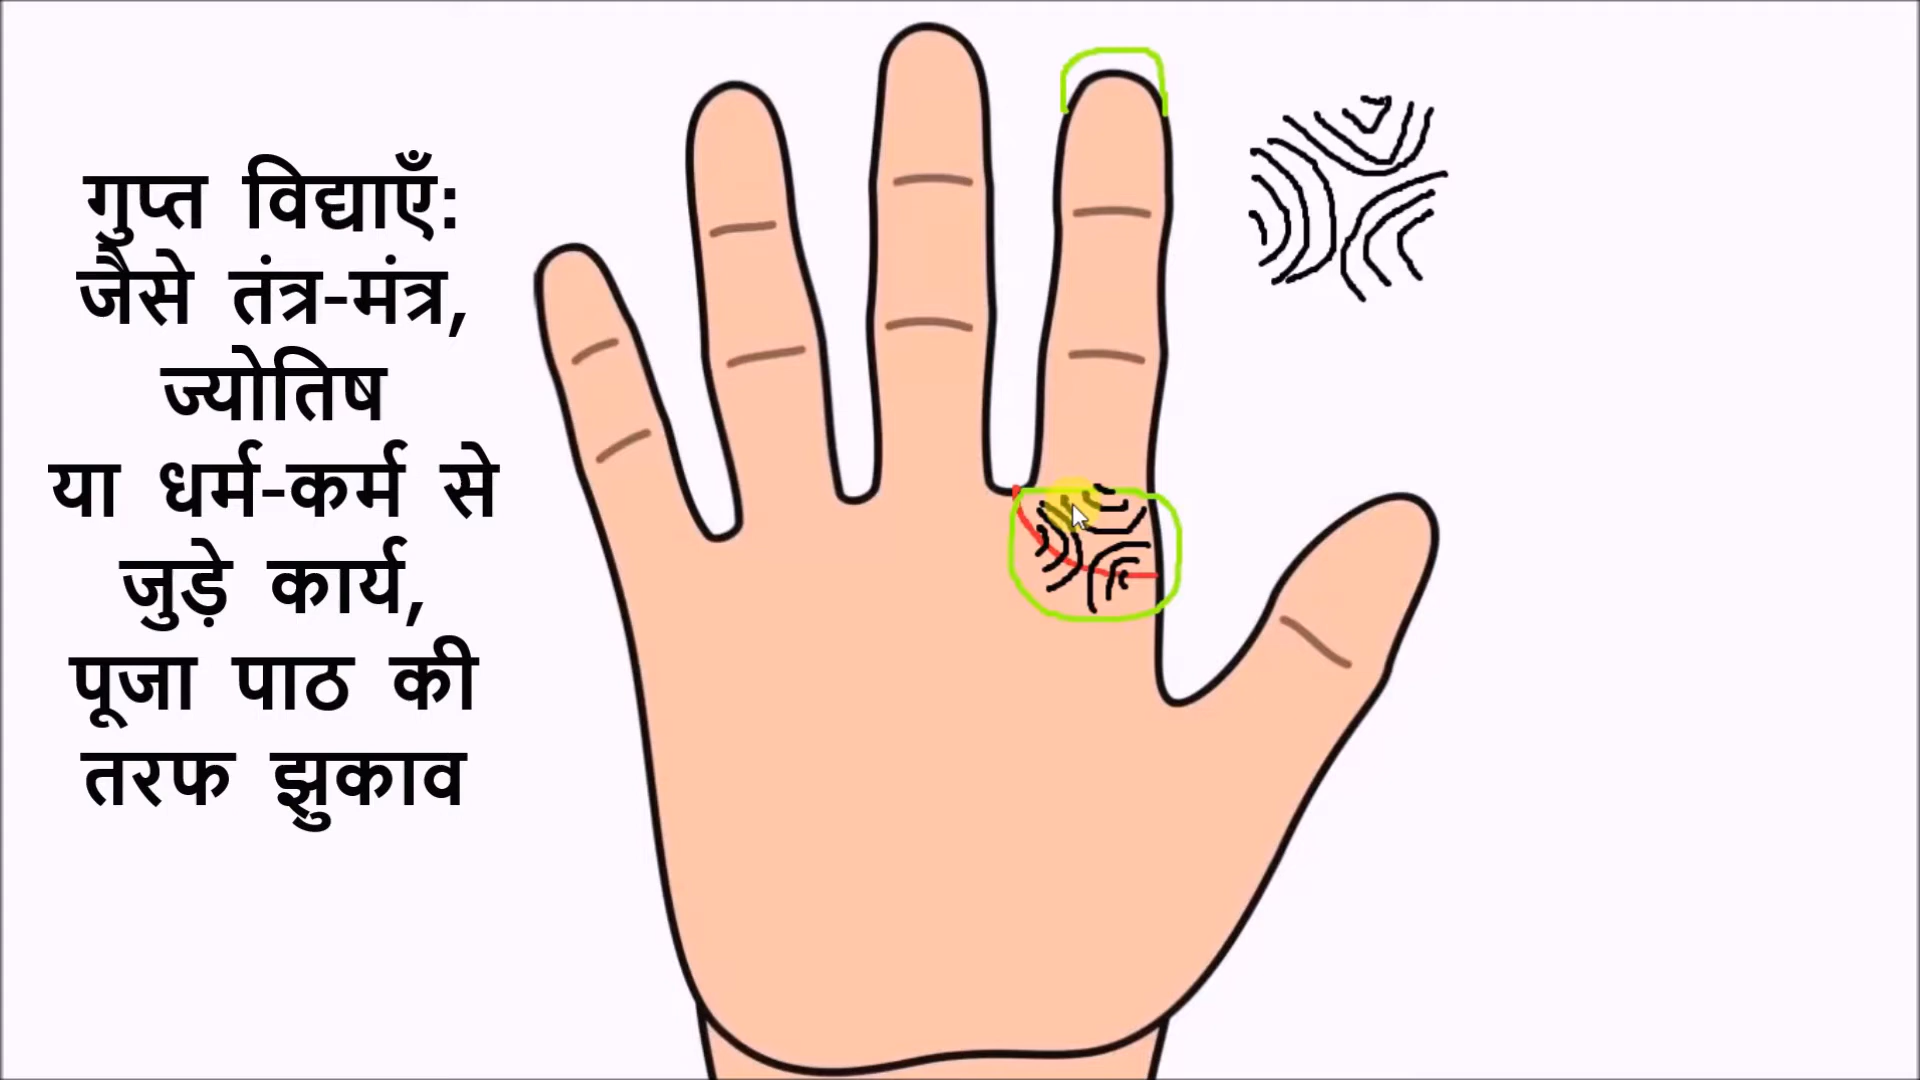 गुप्त विद्याएँ:
जैसे तंत्र-मंत्र,
ज्योतिष
या धर्म-कर्म से
जुड़े कार्य,
पूजा पाठ की
तरफ झुकाव